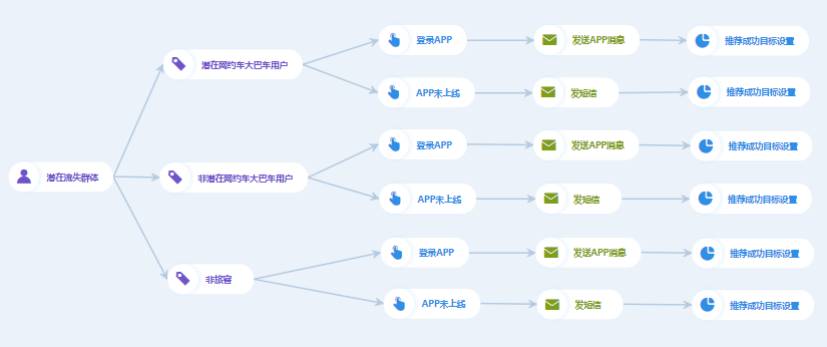 登录APP
发送APP消息
推荐成功目标设置
潜在网约车大巴车用户
APP未上线
发短信
推荐成功目标设置
登录APP
发送APP消息
推荐成功目标设置
潜在流失群体
非潜在网约车大巴车用户
APP未上线
发短信
推荐成功目标设置
登录APP
发送APP消息
推荐成功目标设置
非旅客
APP未上线
发短信
推荐成功目标设置